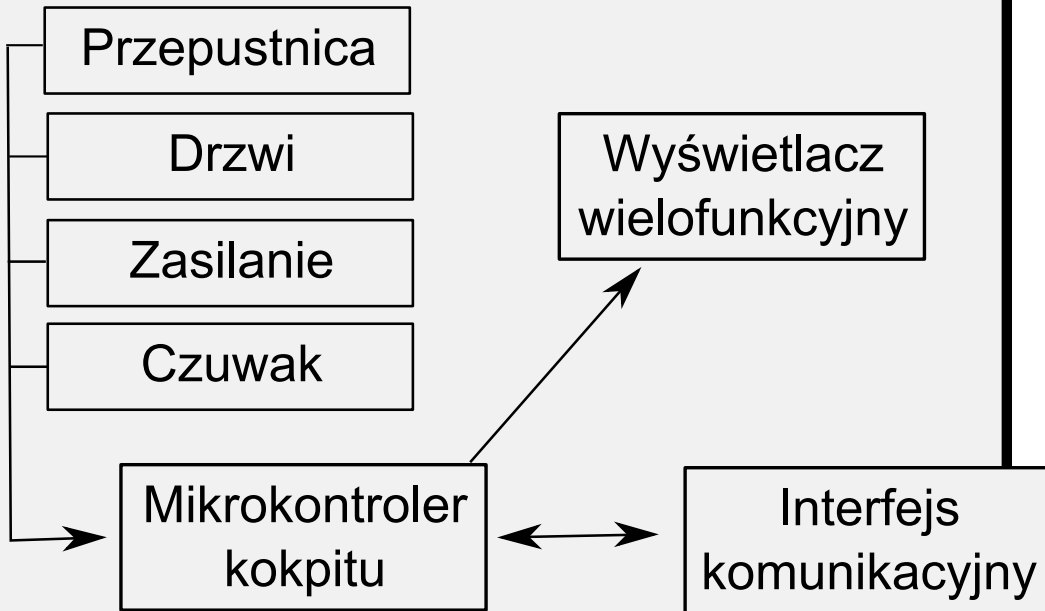 Przepustnica
Drzwi
Zasilanie
Czuwak
Wyświetlacz
wielofunkcyjny
Mikrokontroler
kokpitu
Interfejs
komunikacyjny